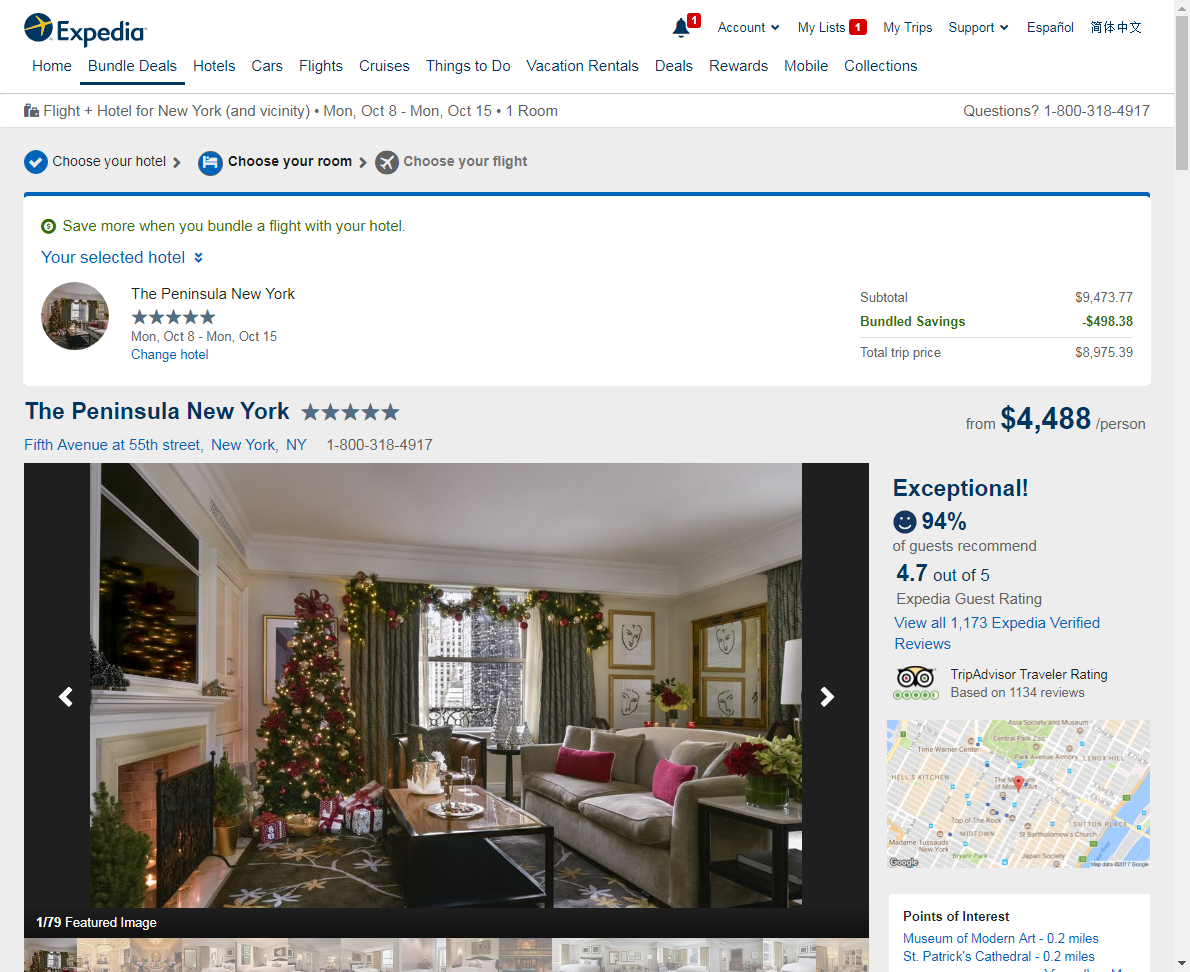 Expedia
1
Account
My Lists 1
My Trips
Support
Español
简体中文
Home
Bundle Deals
Hotels
Cars
Flights
Cruises
Things to Do
Vacation Rentals
Deals
Rewards
Mobile
Collections
Flight + Hotel for New York (and vicinity) • Mon, Oct 8 - Mon, Oct 15 • 1 Room
Questions? 1-800-318-4917
Choose your hotel
Choose your room
Choose your flight
Save more when you bundle a flight with your hotel.
Your selected hotel
The Peninsula New York
Mon, Oct 8 - Mon, Oct 15
Change hotel
Subtotal $9,473.77
Bundled Savings -$498.38
Total trip price $8,975.39
The Peninsula New York
from $4,488 /person
Fifth Avenue at 55th street, New York, NY 1-800-318-4917
Exceptional!
94%
of guests recommend
4.7 out of 5
Expedia Guest Rating
View all 1,173 Expedia Verified
Reviews
TripAdvisor Traveler Rating
Based on 1134 reviews
Asia Society and Museum
Central Park Zoo
Time Warner Center
Park Avenue Armory
LENOX HILL
HELL'S KITCHEN
The Museum
of Modern Art
Top of The Rock
SUTTON PLACE
MIDTOWN
St Bartholomew's Church
Madame Tussauds
New York
Bryant Park
Japan Society
Google
Map data ©2017 Google
1/79 Featured Image
Points of Interest
Museum of Modern Art - 0.2 miles
St. Patrick's Cathedral - 0.2 miles